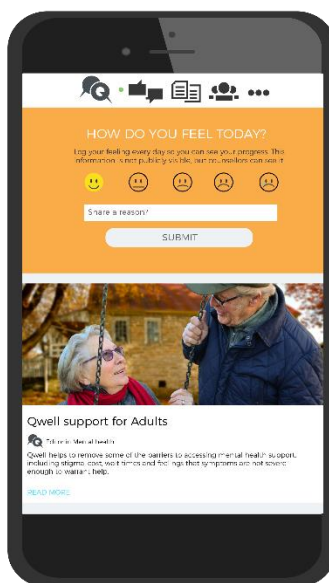 HOW DO YOU FEEL TODAY?
Log your feeling every day so you can see your progress. This
information is not publicly visible, but counsellors can see it
Share a reason?
SUBMIT
Qwell support for Adults
Editor in Mental health
Qwell helps to remove some of the barriers to accessing mental health support,
including stigma, cost, wait times and feelings that symptoms are not severe
enough to warrant help.
READ MORE